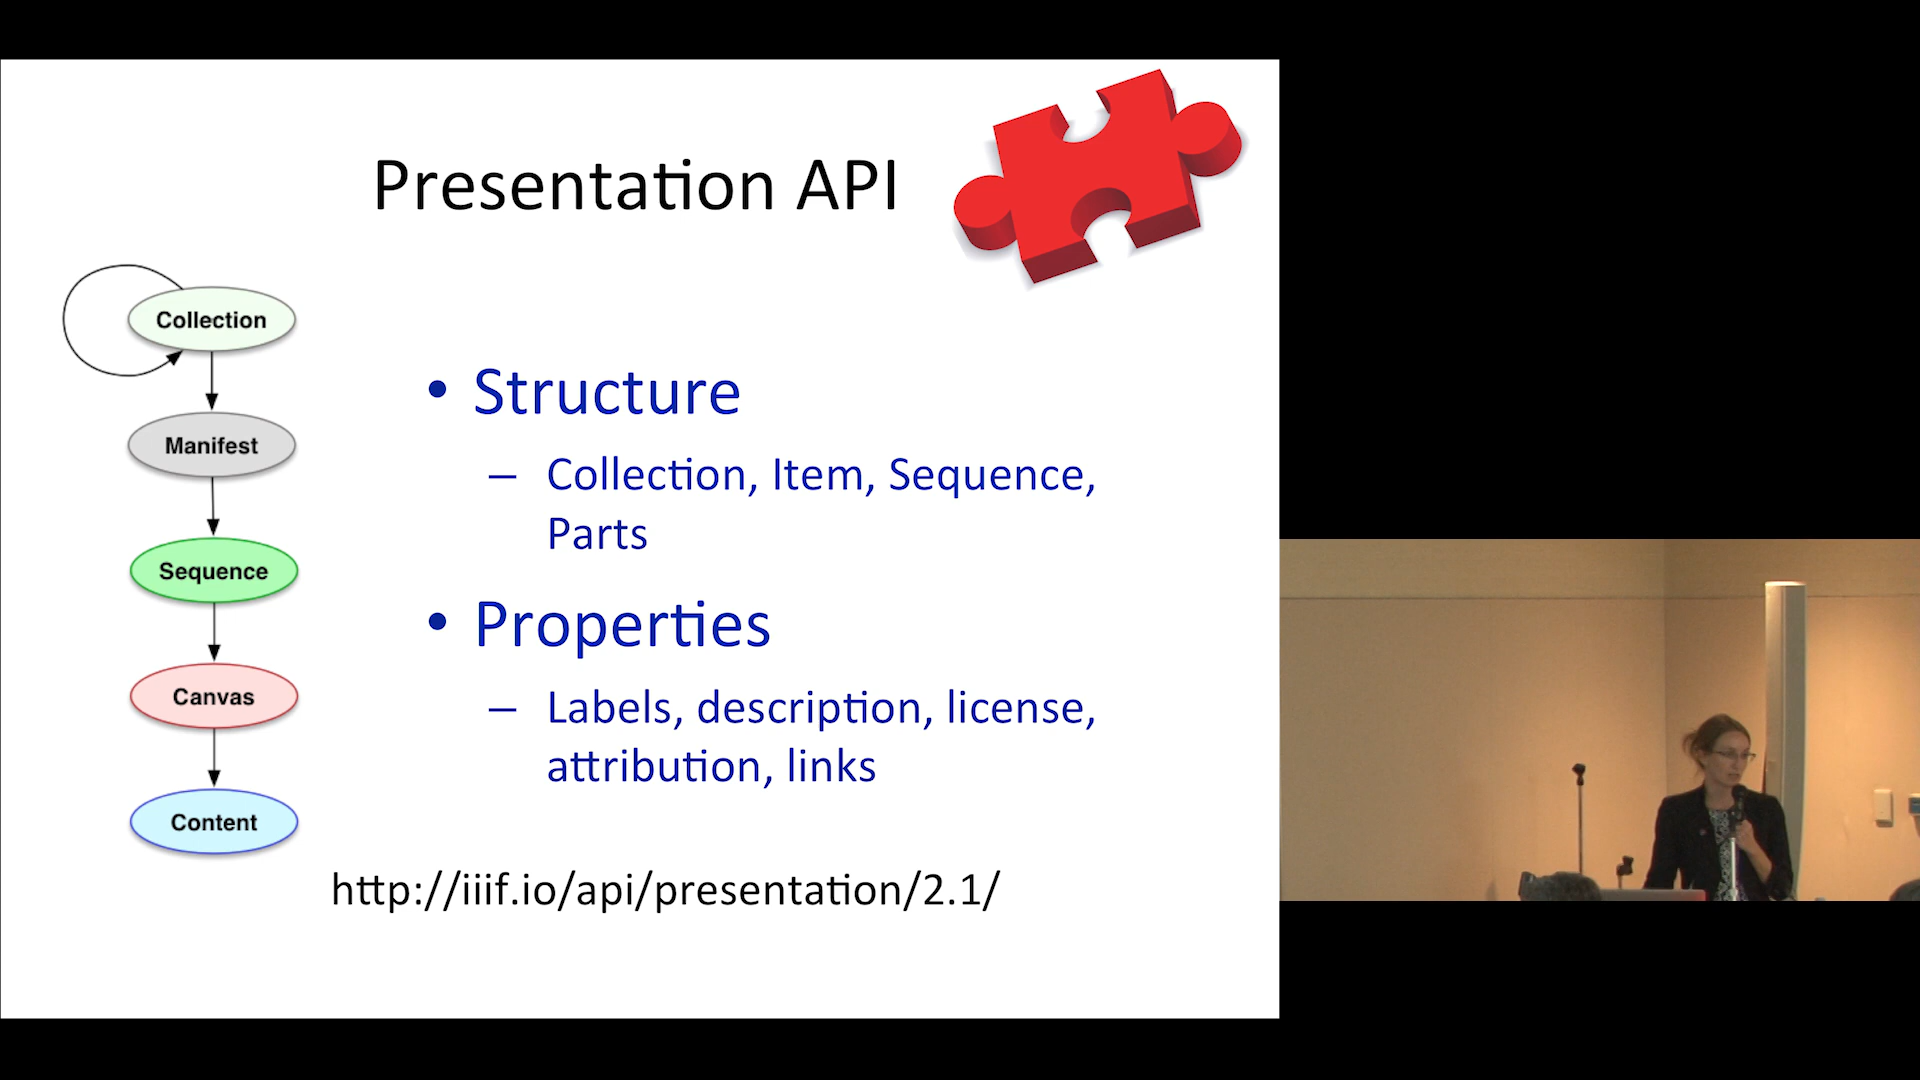 Presentation API
Collection
Manifest
Sequence
Canvas
Content
• Structure
– Collection, Item, Sequence,
Parts
• Properties
– Labels, description, license,
attribution, links
http://iiif.io/api/presentation/2.1/